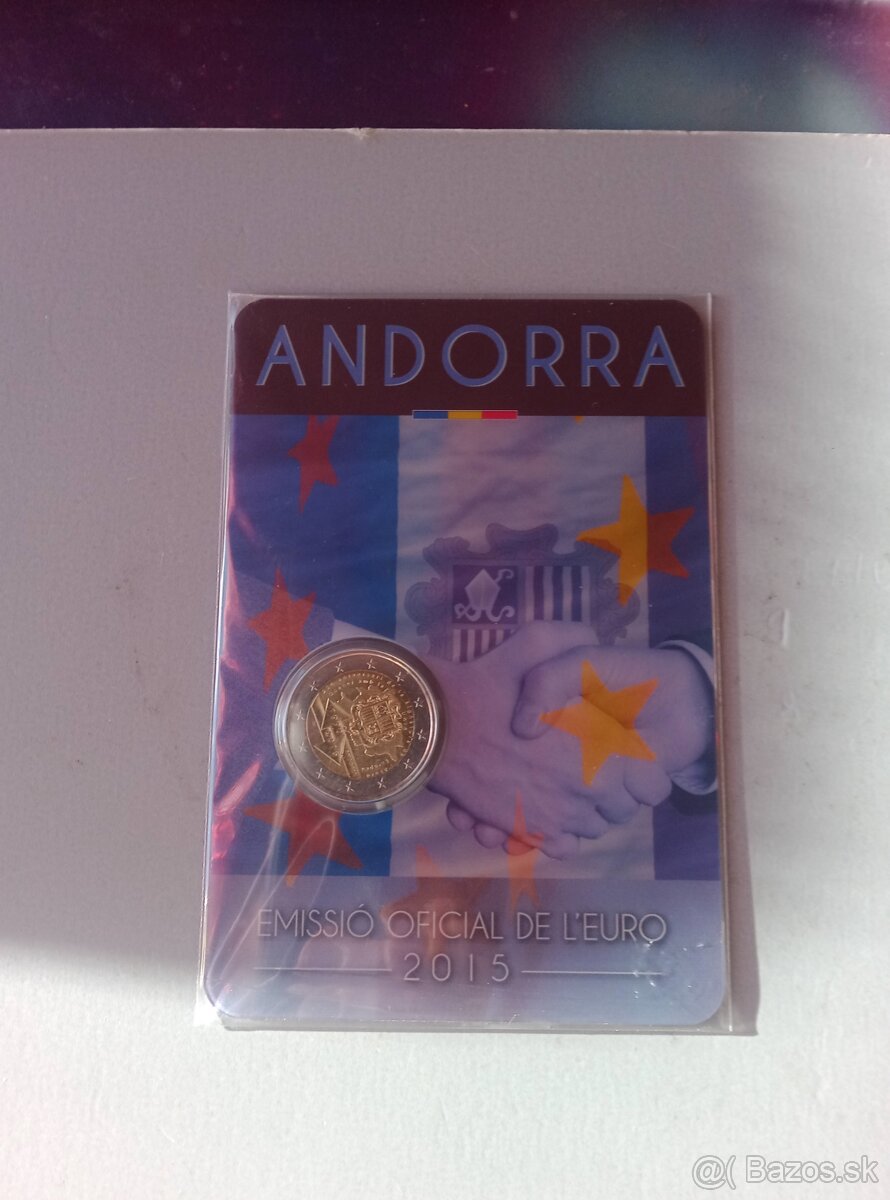 ANDORRA
EMISSIÓ OFICIAL DE L'EURO
2015
@( Bazos.sk